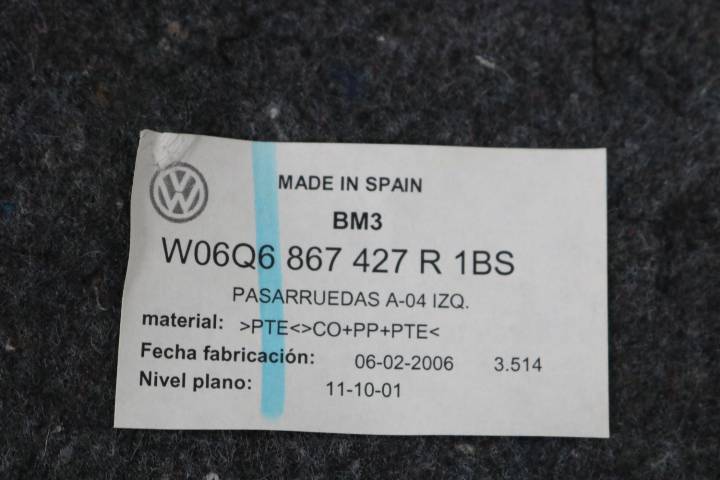 MADE IN SPAIN
BM3
W06Q6 867 427 R 1BS
PASARRUEDAS A-04 IZQ.
material: >PTE<>CO+PP+PTE<
Fecha fabricación: 06-02-2006 3.514
Nivel plano: 11-10-01